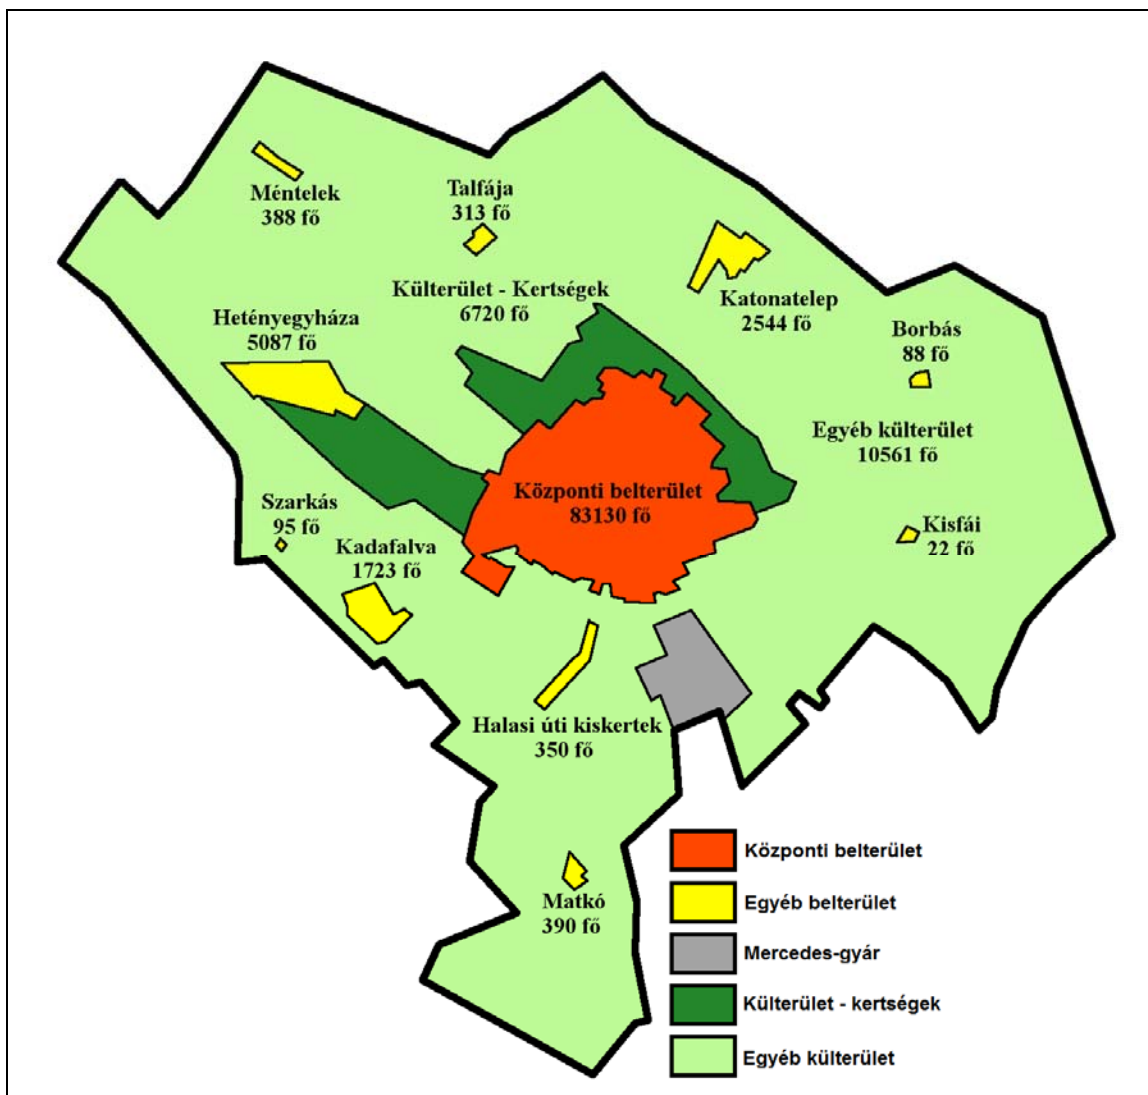 Méntelek
388 fő
Talfája
313 fő
Katonatelep
2544 fő
Külterület - Kertségek
6720 fő
Hetényegyháza
5087 fő
Borbás
88 fő
Egyéb külterület
10561 fő
Központi belterület
83130 fő
Szarkás
95 fő
Kisfái
22 fő
Kadafalva
1723 fő
Halasi úti kiskertek
350 fő
Matkó
390 fő
Központi belterület
Egyéb belterület
Mercedes-gyár
Külterület - kertségek
Egyéb külterület